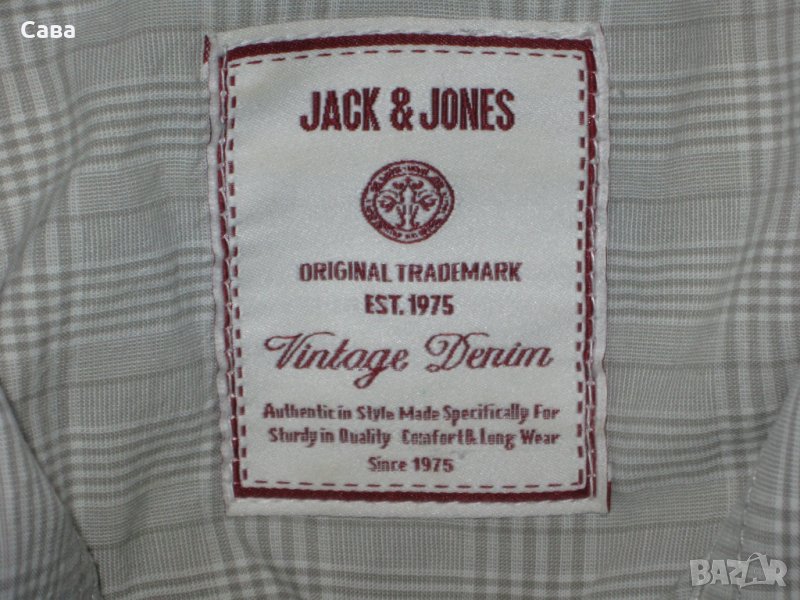 Сава
JACK & JONES
ORIGINAL TRADEMARK
EST. 1975
Vintage Denim
Authentic in Style Made Specifically For
Sturdy in Quality Comfort & Long Wear
Since 1975
BAZAR